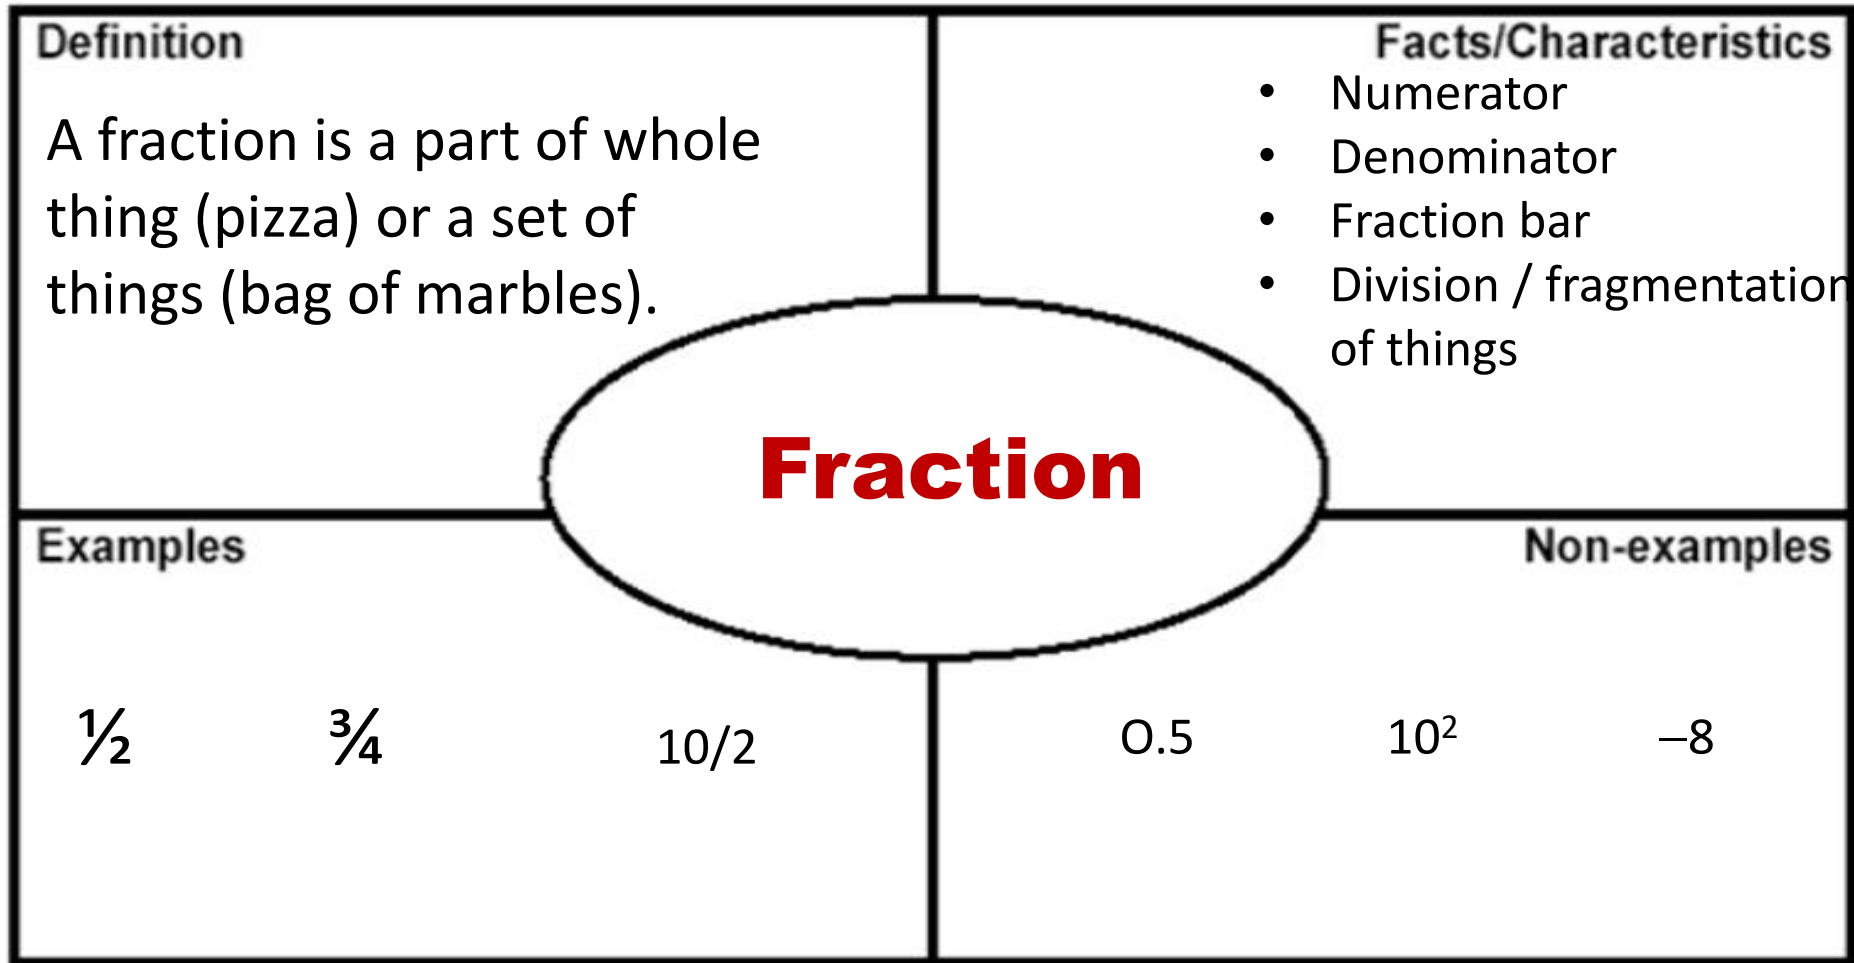 Definition
A fraction is a part of whole
thing (pizza) or a set of
things (bag of marbles).
Facts/Characteristics
• Numerator
• Denominator
• Fraction bar
• Division / fragmentation
of things
Fraction
Examples
½ ¾ 10/2
Non-examples
O.5 10² –8